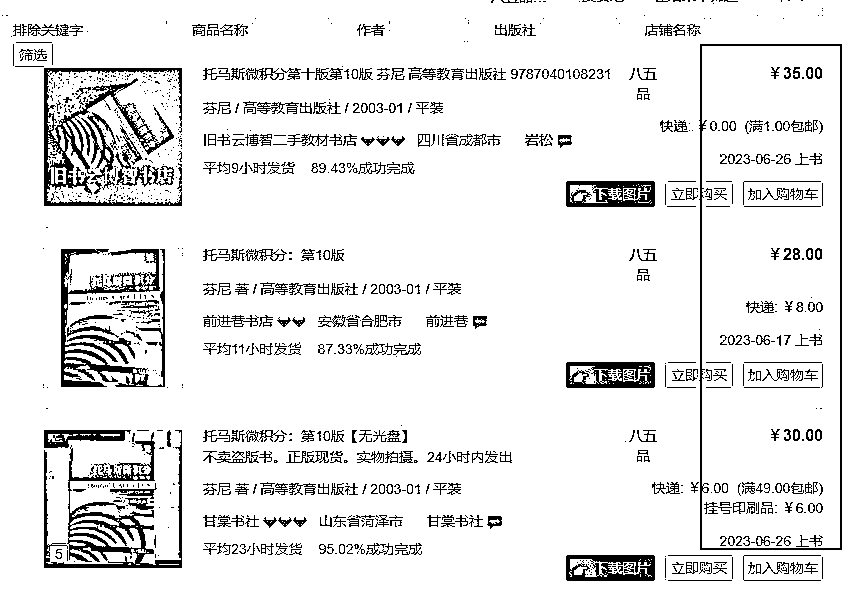 排除关键字 商品名称 作者 出版社 店铺名称
筛选
托马斯微积分第十版第10版 芬尼 高等教育出版社 9787040108231 八五品 ¥35.00
芬尼 / 高等教育出版社 / 2003-01 / 平装
快递: ¥0.00 (满1.00包邮)
旧书云博智二手教材书店 四川省成都市 岩松
2023-06-26 上书
平均9小时发货 89.43%成功完成
旧书云博智书店
下载图片 立即购买 加入购物车
托马斯微积分：第10版 八五品 ¥28.00
芬尼 著 / 高等教育出版社 / 2003-01 / 平装
快递: ¥8.00
前进巷书店 安徽省合肥市 前进巷
2023-06-17 上书
平均11小时发货 87.33%成功完成
下载图片 立即购买 加入购物车
托马斯微积分：第10版【无光盘】 八五品 ¥30.00
不卖盗版书。正版现货。实物拍摄。24小时内发出
芬尼 著 / 高等教育出版社 / 2003-01 / 平装
快递: ¥6.00 (满49.00包邮)
挂号印刷品: ¥6.00
甘棠书社 山东省菏泽市 甘棠书社
2023-06-26 上书
平均23小时发货 95.02%成功完成
5
下载图片 立即购买 加入购物车